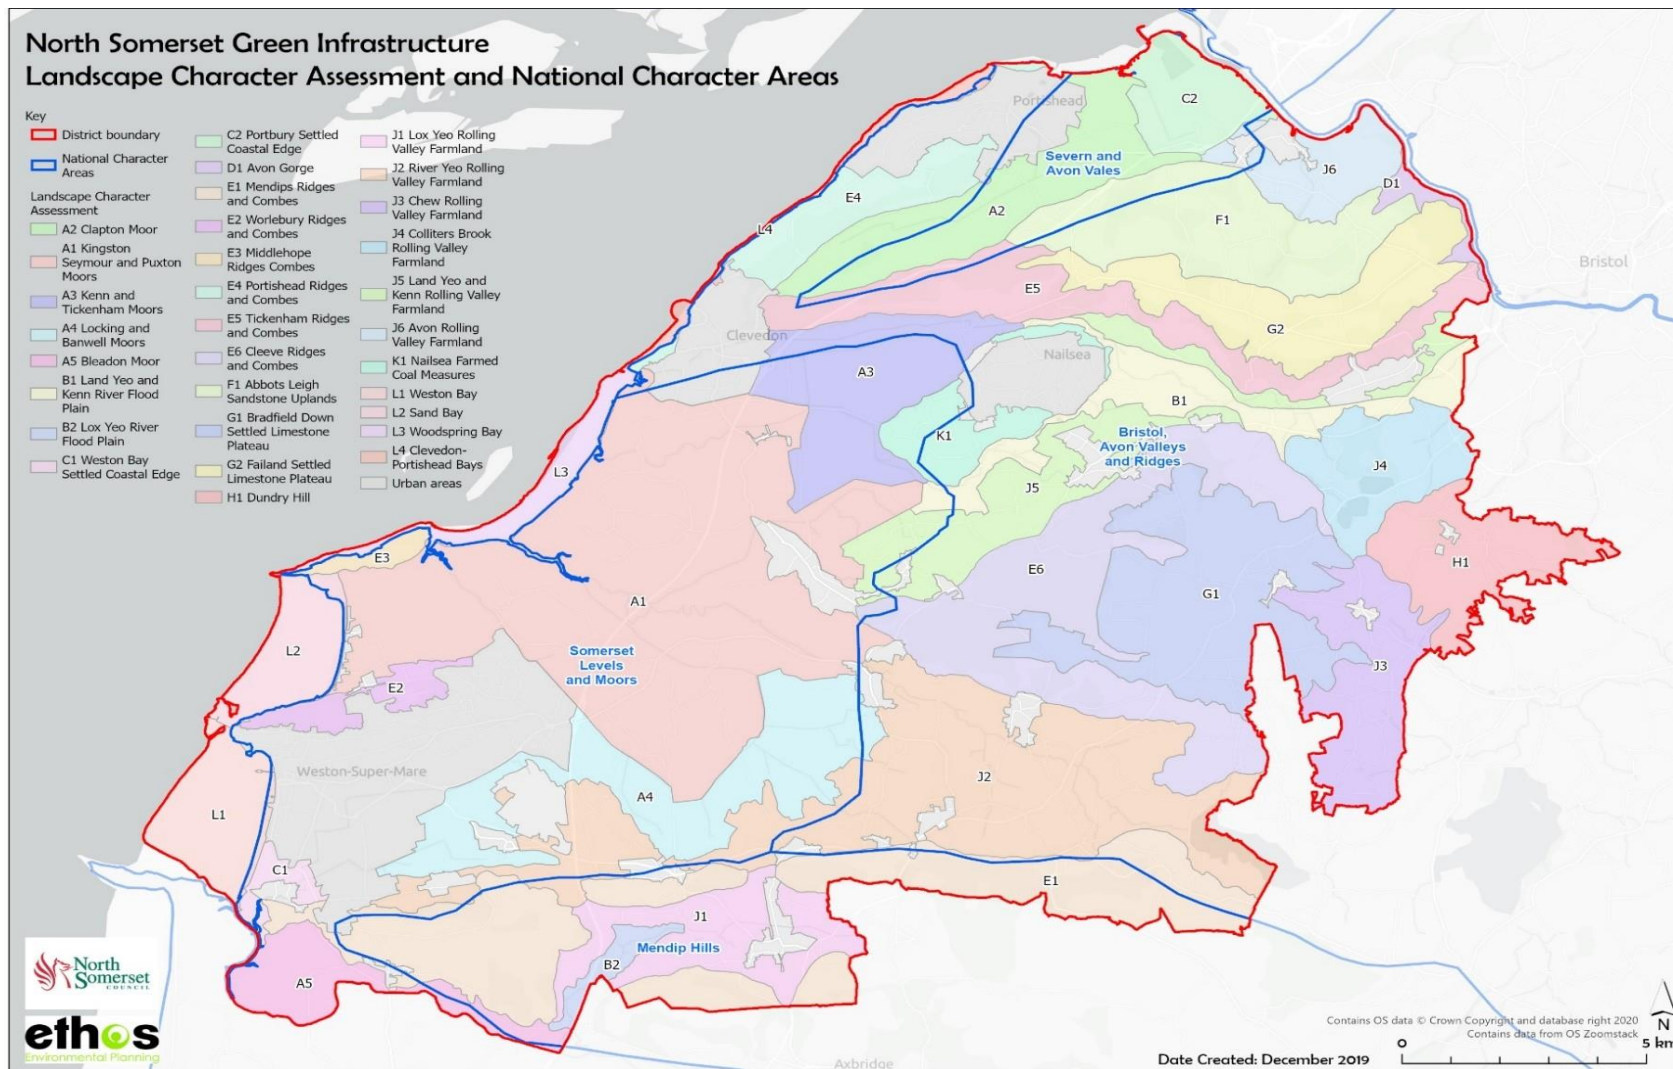 North Somerset Green Infrastructure
Landscape Character Assessment and National Character Areas
Key
District boundary
National Character
Areas
Landscape Character
Assessment
A2 Clapton Moor
A1 Kingston
Seymour and Puxton
Moors
A3 Kenn and
Tickenham Moors
A4 Locking and
Banwell Moors
A5 Bleadon Moor
B1 Land Yeo and
Kenn River Flood
Plain
B2 Lox Yeo River
Flood Plain
C1 Weston Bay
Settled Coastal Edge
C2 Portbury Settled
Coastal Edge
D1 Avon Gorge
E1 Mendips Ridges
and Combes
E2 Worlebury Ridges
and Combes
E3 Middlehope
Ridges Combes
E4 Portishead Ridges
and Combes
E5 Tickenham Ridges
and Combes
E6 Cleeve Ridges
and Combes
F1 Abbots Leigh
Sandstone Uplands
G1 Bradfield Down
Settled Limestone
Plateau
G2 Failand Settled
Limestone Plateau
H1 Dundry Hill
J1 Lox Yeo Rolling
Valley Farmland
J2 River Yeo Rolling
Valley Farmland
J3 Chew Rolling
Valley Farmland
J4 Colliters Brook
Rolling Valley
Farmland
J5 Land Yeo and
Kenn Rolling Valley
Farmland
J6 Avon Rolling
Valley Farmland
K1 Nailsea Farmed
Coal Measures
L1 Weston Bay
L2 Sand Bay
L3 Woodspring Bay
L4 Clevedon-
Portishead Bays
Urban areas
Portishead
C2
Severn and
Avon Vales
J6
D1
E4
A2
F1
L4
Bristol
E5
G2
Clevedon
Nailsea
A3
B1
K1
Bristol,
Avon Valleys
and Ridges
J4
L3
J5
E3
E6
H1
A1
G1
L2
Somerset
Levels
and Moors
J3
E2
Weston-Super-Mare
J2
A4
L1
C1
E1
J1
Mendip Hills
B2
A5
North
Somerset
COUNCIL
ethos
Environmental Planning
Axbridge
Contains OS data © Crown Copyright and database right 2020
Contains data from OS Zoomstack
N
Date Created: December 2019
0
5 km